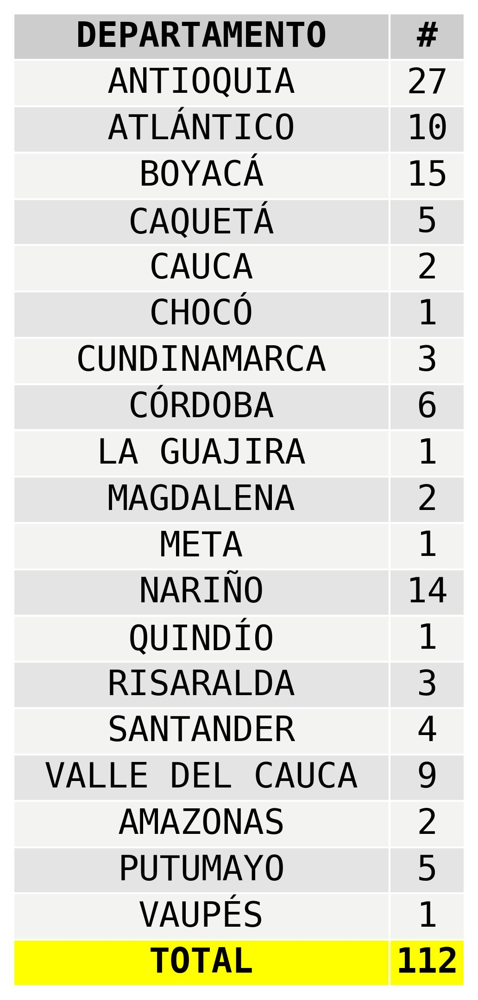 DEPARTAMENTO #
ANTIOQUIA 27
ATLÁNTICO 10
BOYACÁ 15
CAQUETÁ 5
CAUCA 2
CHOCÓ 1
CUNDINAMARCA 3
CÓRDOBA 6
LA GUAJIRA 1
MAGDALENA 2
META 1
NARIÑO 14
QUINDÍO 1
RISARALDA 3
SANTANDER 4
VALLE DEL CAUCA 9
AMAZONAS 2
PUTUMAYO 5
VAUPÉS 1
TOTAL 112